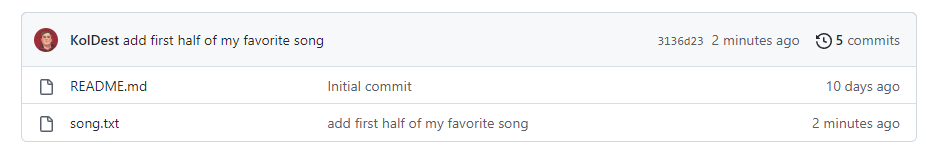 KolDest add first half of my favorite song 3136d23 2 minutes ago 5 commits
README.md Initial commit 10 days ago
song.txt add first half of my favorite song 2 minutes ago